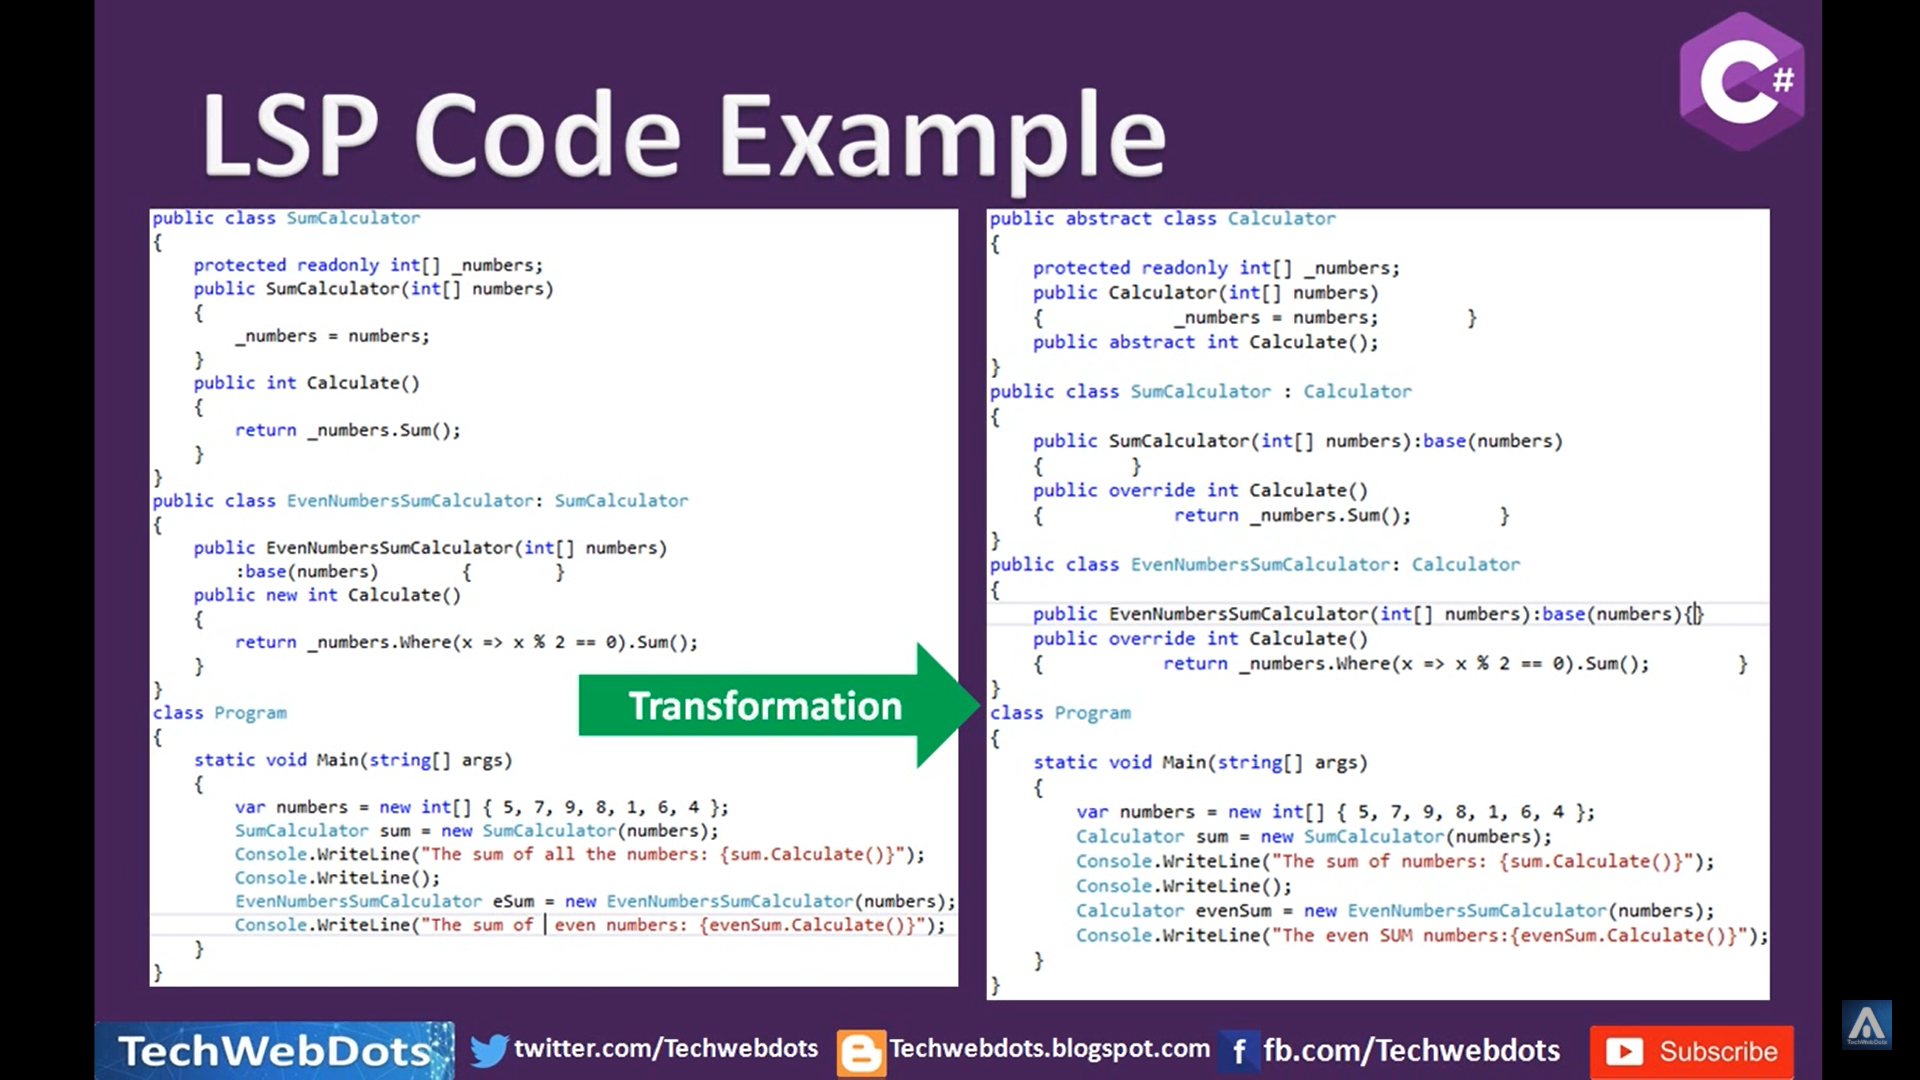 C#
LSP Code Example
public class SumCalculator
{
protected readonly int[] _numbers;
public SumCalculator(int[] numbers)
{
_numbers = numbers;
}
public int Calculate()
{
return _numbers.Sum();
}
}
public class EvenNumbersSumCalculator: SumCalculator
{
public EvenNumbersSumCalculator(int[] numbers)
:base(numbers) { }
public new int Calculate()
{
return _numbers.Where(x => x % 2 == 0).Sum();
}
}
class Program
{
static void Main(string[] args)
{
var numbers = new int[] { 5, 7, 9, 8, 1, 6, 4 };
SumCalculator sum = new SumCalculator(numbers);
Console.WriteLine("The sum of all the numbers: {sum.Calculate()}");
Console.WriteLine();
EvenNumbersSumCalculator eSum = new EvenNumbersSumCalculator(numbers);
Console.WriteLine("The sum of even numbers: {evenSum.Calculate()}");
}
}
Transformation
public abstract class Calculator
{
protected readonly int[] _numbers;
public Calculator(int[] numbers)
{ _numbers = numbers; }
public abstract int Calculate();
}
public class SumCalculator : Calculator
{
public SumCalculator(int[] numbers):base(numbers)
{ }
public override int Calculate()
{ return _numbers.Sum(); }
}
public class EvenNumbersSumCalculator: Calculator
{
public EvenNumbersSumCalculator(int[] numbers):base(numbers){}
public override int Calculate()
{ return _numbers.Where(x => x % 2 == 0).Sum(); }
}
class Program
{
static void Main(string[] args)
{
var numbers = new int[] { 5, 7, 9, 8, 1, 6, 4 };
Calculator sum = new SumCalculator(numbers);
Console.WriteLine("The sum of numbers: {sum.Calculate()}");
Console.WriteLine();
Calculator evenSum = new EvenNumbersSumCalculator(numbers);
Console.WriteLine("The even SUM numbers:{evenSum.Calculate()}");
}
}
TechWebDots
twitter.com/Techwebdots
Techwebdots.blogspot.com
fb.com/Techwebdots
Subscribe
TechWebDots